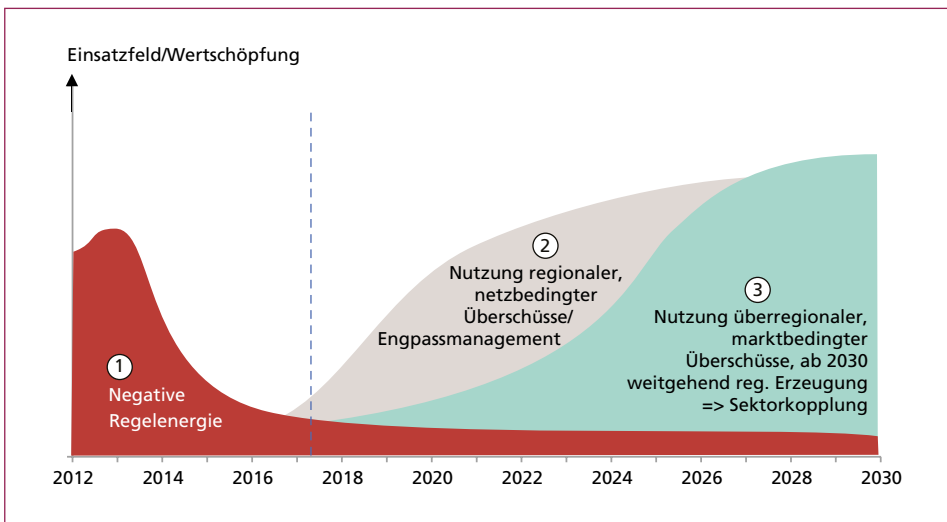 Einsatzfeld/Wertschöpfung
2
Nutzung regionaler,
netzbedingter
Überschüsse/
Engpassmanagement
3
Nutzung überregionaler,
marktbedingter
Überschüsse, ab 2030
weitgehend reg. Erzeugung
=> Sektorkopplung
1
Negative
Regelenergie
2012 2014 2016 2018 2020 2022 2024 2026 2028 2030